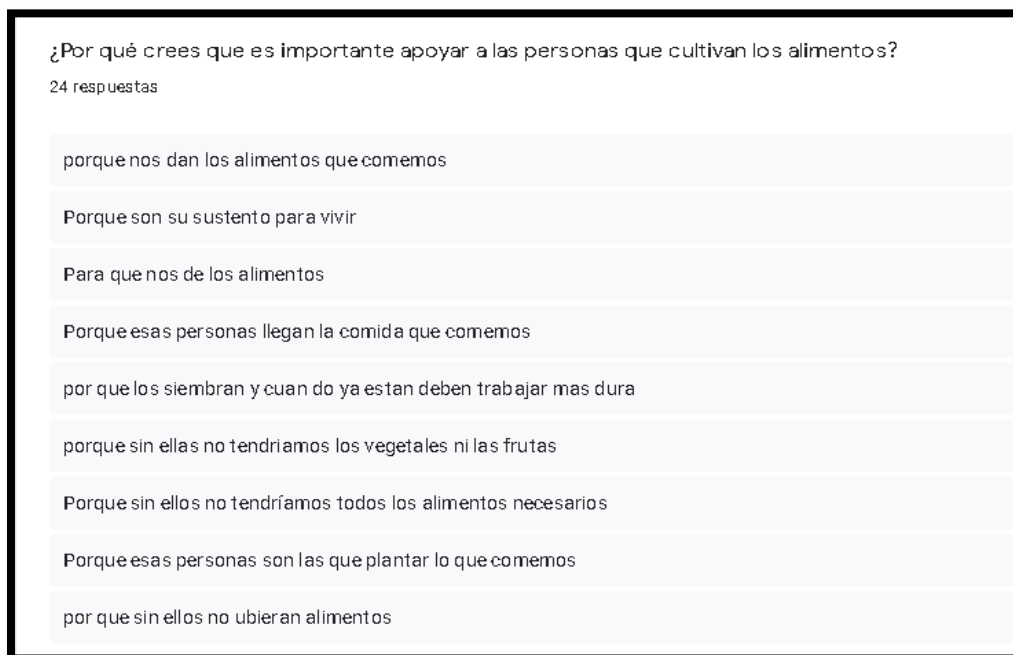 ¿Por qué crees que es importante apoyar a las personas que cultivan los alimentos?
24 respuestas
porque nos dan los alimentos que comemos
Porque son su sustento para vivir
Para que nos de los alimentos
Porque esas personas llegan la comida que comemos
por que los siembran y cuan do ya estan deben trabajar mas dura
porque sin ellas no tendriamos los vegetales ni las frutas
Porque sin ellos no tendríamos todos los alimentos necesarios
Porque esas personas son las que plantar lo que comemos
por que sin ellos no ubieran alimentos